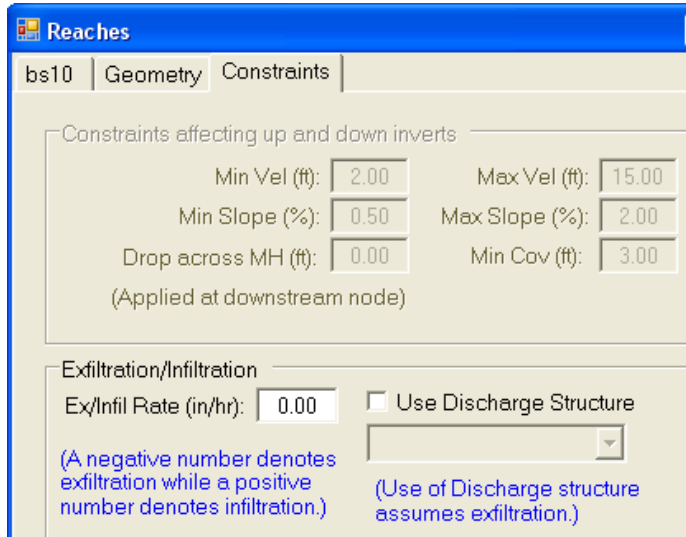 Reaches
bs10 Geometry Constraints
Constraints affecting up and down inverts
Min Vel (ft): 2.00 Max Vel (ft): 15.00
Min Slope (%): 0.50 Max Slope (%): 2.00
Drop across MH (ft): 0.00 Min Cov (ft): 3.00
(Applied at downstream node)
Exfiltration/Infiltration
Ex/Infil Rate (in/hr): 0.00 Use Discharge Structure
(A negative number denotes
exfiltration while a positive
number denotes infiltration.)
(Use of Discharge structure
assumes exfiltration.)